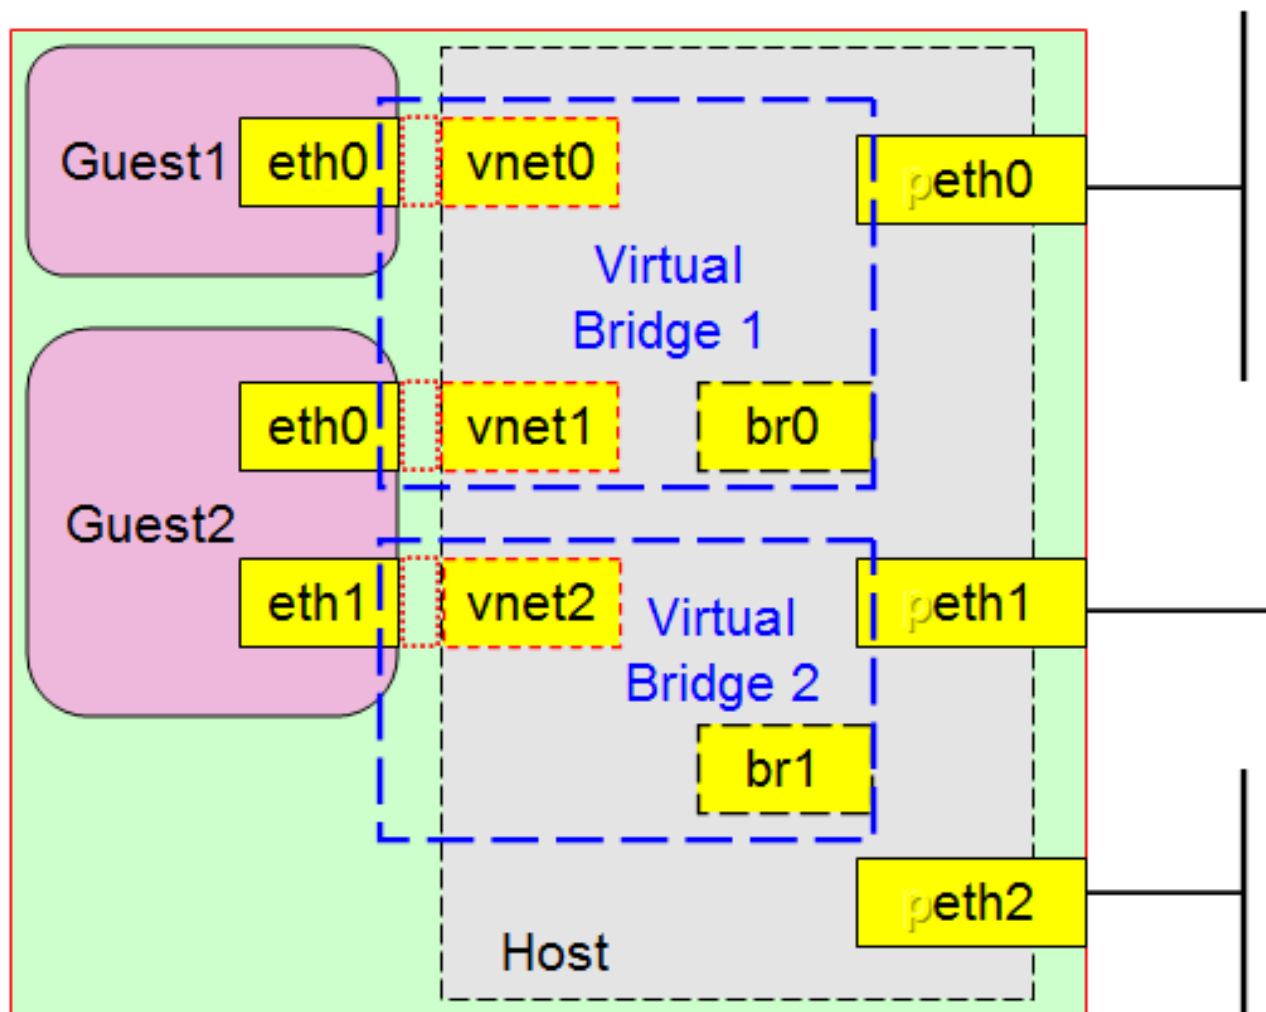 Guest1
eth0
vnet0
peth0
Virtual
Bridge 1
eth0
vnet1
br0
Guest2
eth1
vnet2
Virtual
Bridge 2
peth1
br1
peth2
Host